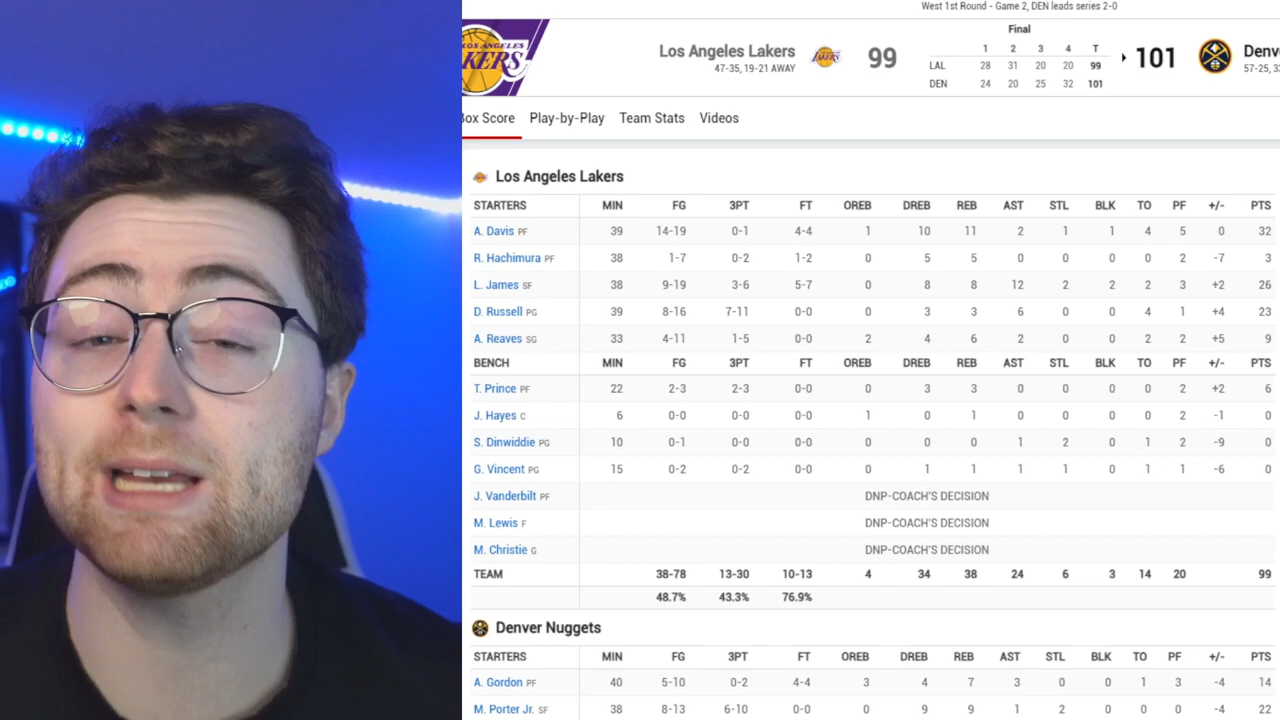 West 1st Round - Game 2, DEN leads series 2-0
Final
LOS ANGELES
KERS
Los Angeles Lakers 99 101 Denv
47-35, 19-21 AWAY 57-25, 3
1 2 3 4 T
LAL 28 31 20 20 99
DEN 24 20 25 32 101
ox Score Play-by-Play Team Stats Videos
Los Angeles Lakers
STARTERS MIN FG 3PT FT OREB DREB REB AST STL BLK TO PF +/- PTS
A. Davis PF 39 14-19 0-1 4-4 1 10 11 2 1 1 4 5 0 32
R. Hachimura PF 38 1-7 0-2 1-2 0 5 5 0 0 0 0 2 -7 3
L. James SF 38 9-19 3-6 5-7 0 8 8 12 2 2 2 3 +2 26
D. Russell PG 39 8-16 7-11 0-0 0 3 3 6 0 0 4 1 +4 23
A. Reaves SG 33 4-11 1-5 0-0 2 4 6 2 0 0 2 2 +5 9
BENCH MIN FG 3PT FT OREB DREB REB AST STL BLK TO PF +/- PTS
T. Prince PF 22 2-3 2-3 0-0 0 3 3 0 0 0 0 2 +2 6
J. Hayes C 6 0-0 0-0 0-0 1 0 1 0 0 0 0 2 -1 0
S. Dinwiddie PG 10 0-1 0-0 0-0 0 0 0 1 2 0 1 2 -9 0
G. Vincent PG 15 0-2 0-2 0-0 0 1 1 1 1 0 1 1 -6 0
J. Vanderbilt PF DNP-COACH'S DECISION
M. Lewis F DNP-COACH'S DECISION
M. Christie G DNP-COACH'S DECISION
TEAM 38-78 13-30 10-13 4 34 38 24 6 3 14 20 99
48.7% 43.3% 76.9%
Denver Nuggets
STARTERS MIN FG 3PT FT OREB DREB REB AST STL BLK TO PF +/- PTS
A. Gordon PF 40 5-10 0-2 4-4 3 4 7 3 0 0 1 3 -4 14
M. Porter Jr. SF 38 8-13 6-10 0-0 0 9 9 1 2 0 0 0 -4 22